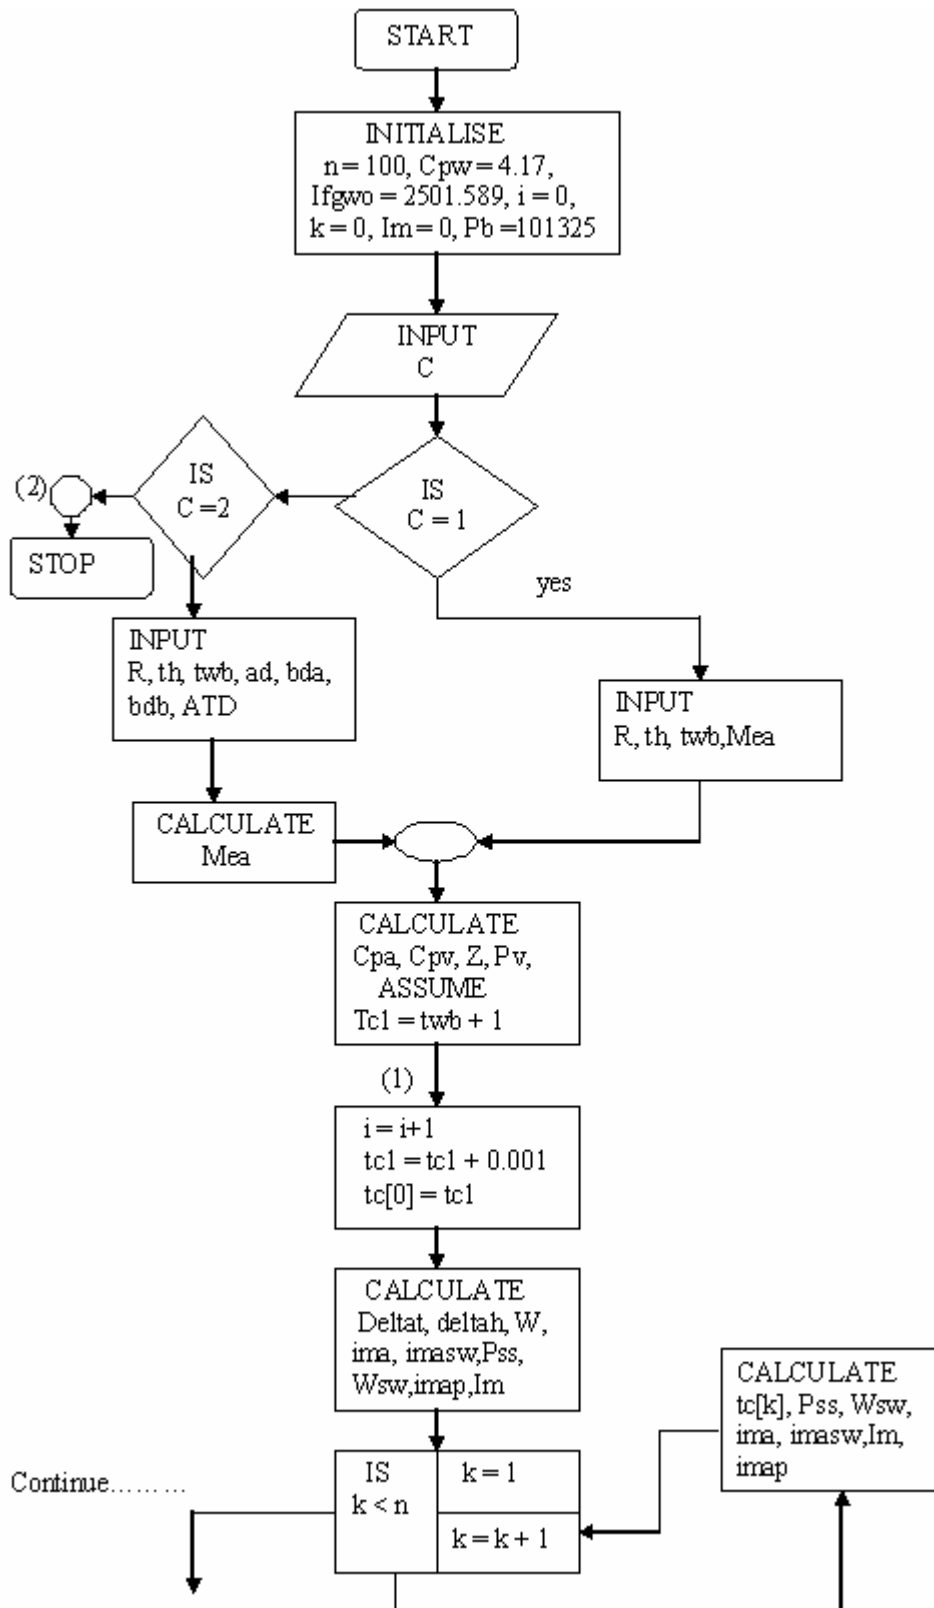 START
INITIALISE
n = 100, Cpw = 4.17,
Ifgwo = 2501.589, i = 0,
k = 0, Im = 0, Pb =101325
INPUT
C
IS
C = 1
IS
C =2
(2)
STOP
yes
INPUT
R, th, twb, ad, bda,
bdb, ATD
INPUT
R, th, twb,Mea
CALCULATE
Mea
CALCULATE
Cpa, Cpv, Z, Pv,
ASSUME
Tc1 = twb + 1
(1)
i = i+1
tc1 = tc1 + 0.001
tc[0] = tc1
CALCULATE
Deltat, deltah, W,
ima, imasw,Pss,
Wsw,imap,Im
CALCULATE
tc[k], Pss, Wsw,
ima, imasw,Im,
imap
IS
k < n
k = 1
k = k + 1
Continue………